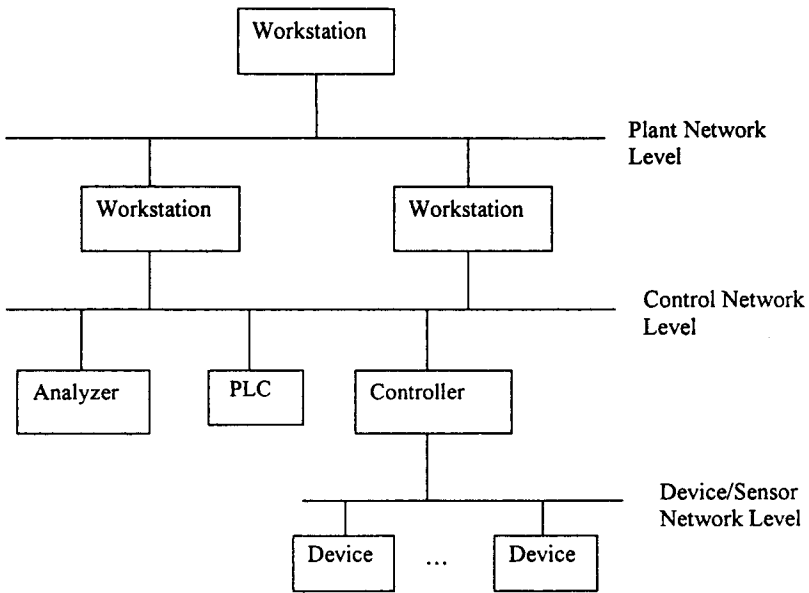 Workstation
Plant Network
Level
Workstation
Workstation
Control Network
Level
Analyzer
PLC
Controller
Device/Sensor
Network Level
Device
...
Device